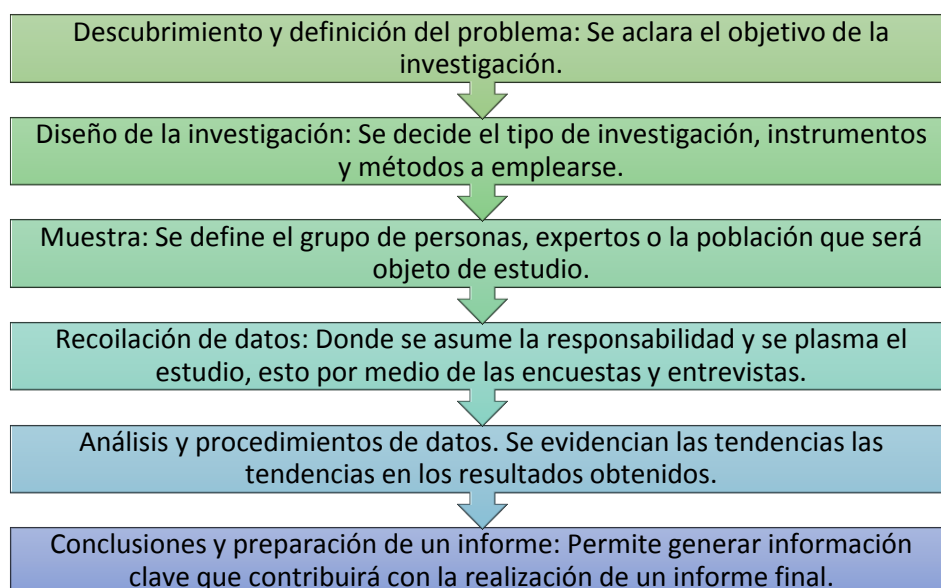 Descubrimiento y definición del problema: Se aclara el objetivo de la
investigación.
Diseño de la investigación: Se decide el tipo de investigación, instrumentos
y métodos a emplearse.
Muestra: Se define el grupo de personas, expertos o la población que será
objeto de estudio.
Recoilación de datos: Donde se asume la responsabilidad y se plasma el
estudio, esto por medio de las encuestas y entrevistas.
Análisis y procedimientos de datos. Se evidencian las tendencias las
tendencias en los resultados obtenidos.
Conclusiones y preparación de un informe: Permite generar información
clave que contribuirá con la realización de un informe final.